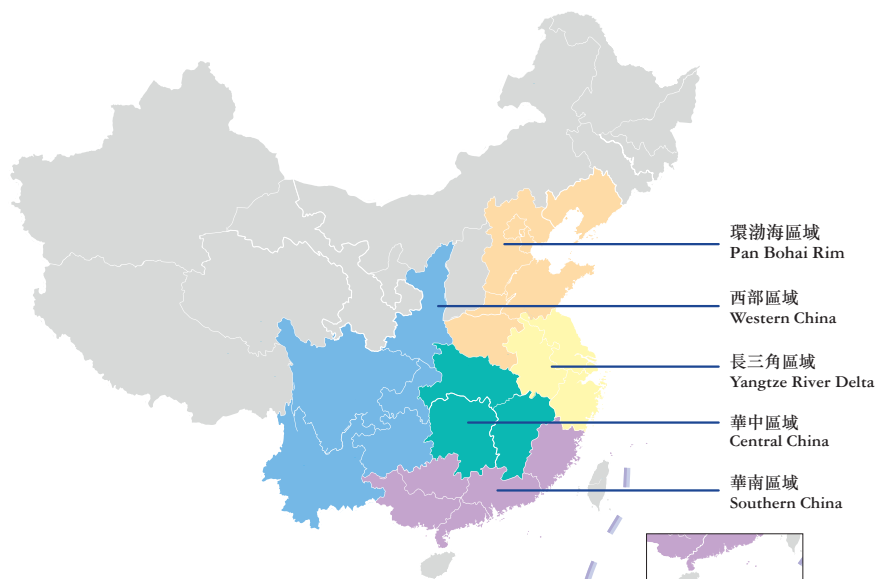 環渤海區域
Pan Bohai Rim
西部區域
Western China
長三角區域
Yangtze River Delta
華中區域
Central China
華南區域
Southern China